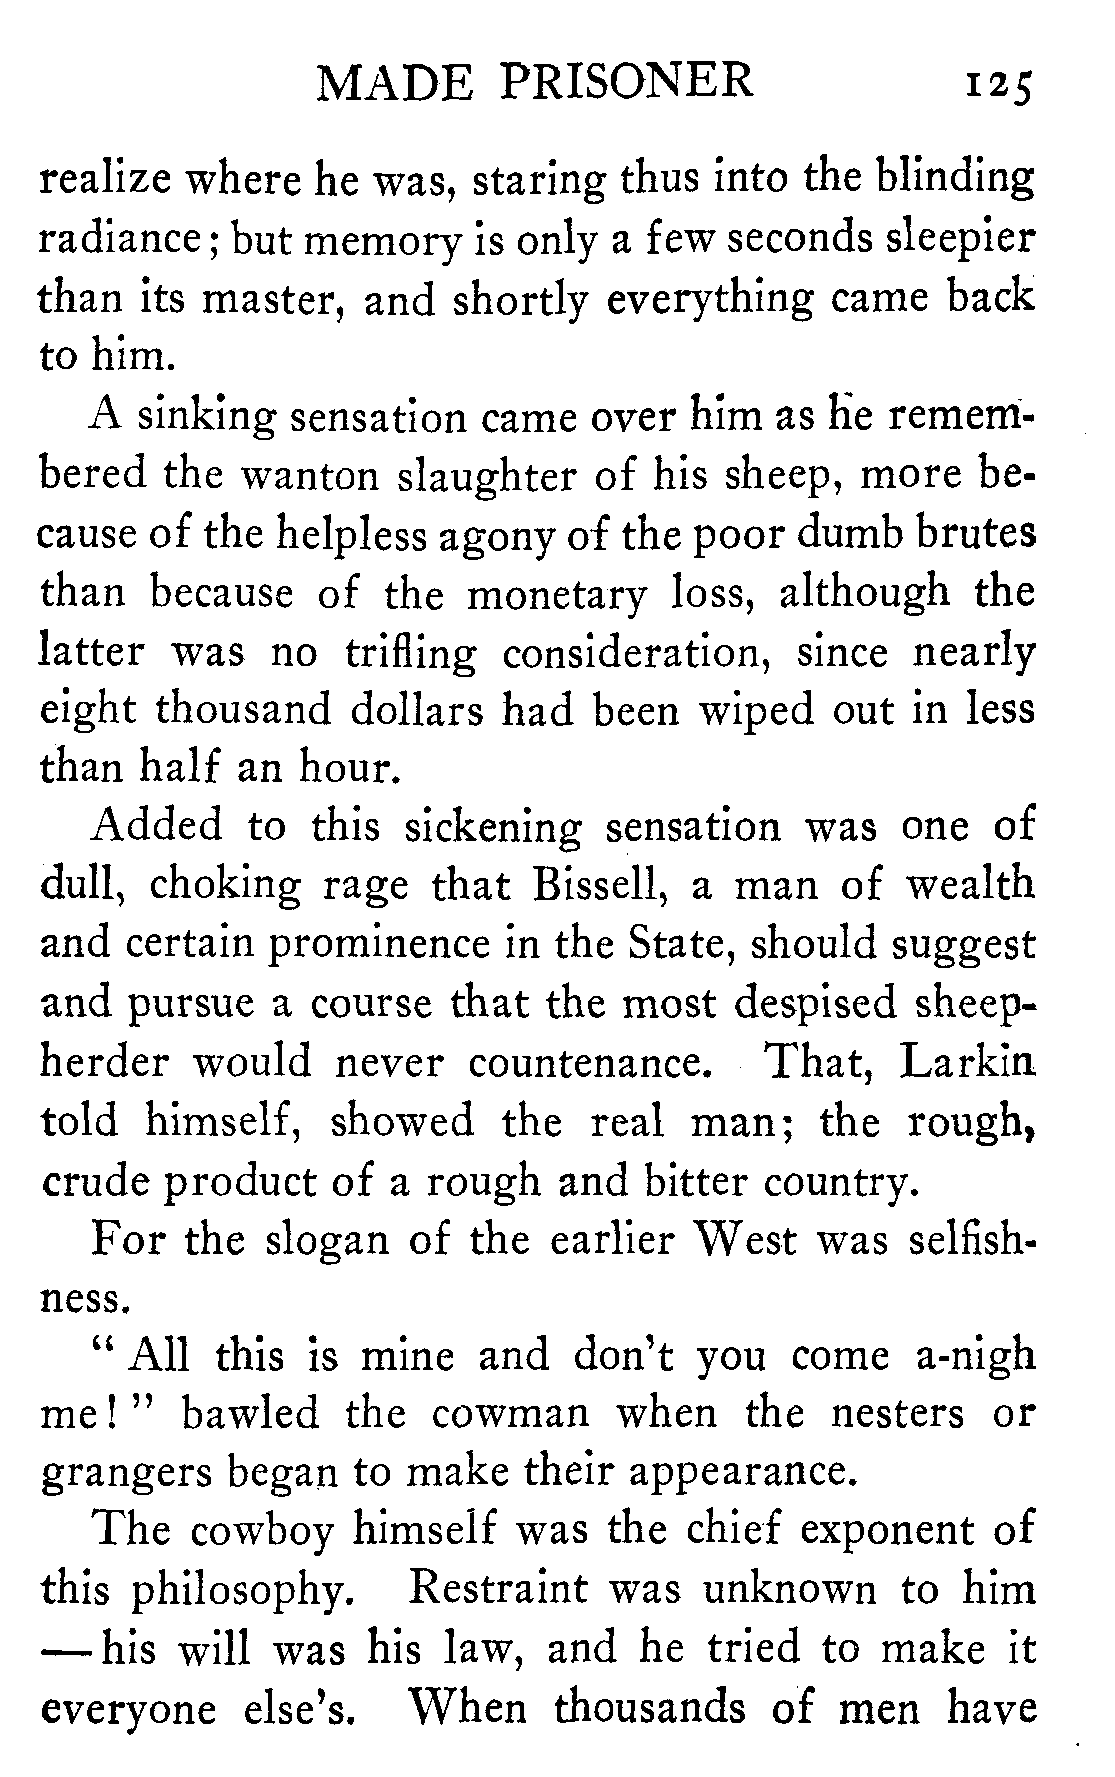 MADE PRISONER 125
realize where he was, staring thus into the blinding
radiance; but memory is only a few seconds sleepier
than its master, and shortly everything came back
to him.
A sinking sensation came over him as he remem-
bered the wanton slaughter of his sheep, more be-
cause of the helpless agony of the poor dumb brutes
than because of the monetary loss, although the
latter was no trifling consideration, since nearly
eight thousand dollars had been wiped out in less
than half an hour.
Added to this sickening sensation was one of
dull, choking rage that Bissell, a man of wealth
and certain prominence in the State, should suggest
and pursue a course that the most despised sheep-
herder would never countenance. That, Larkin
told himself, showed the real man; the rough,
crude product of a rough and bitter country.
For the slogan of the earlier West was selfish-
ness.
" All this is mine and don't you come a-nigh
me! " bawled the cowman when the nesters or
grangers began to make their appearance.
The cowboy himself was the chief exponent of
this philosophy. Restraint was unknown to him
— his will was his law, and he tried to make it
everyone else's. When thousands of men have